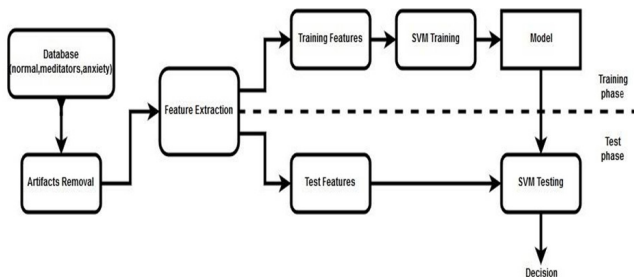 Database
(normal,meditators,anxiety)
Artifacts Removal
Feature Extraction
Training Features
SVM Training
Model
Training
phase
Test
phase
Test Features
SVM Testing
Decision